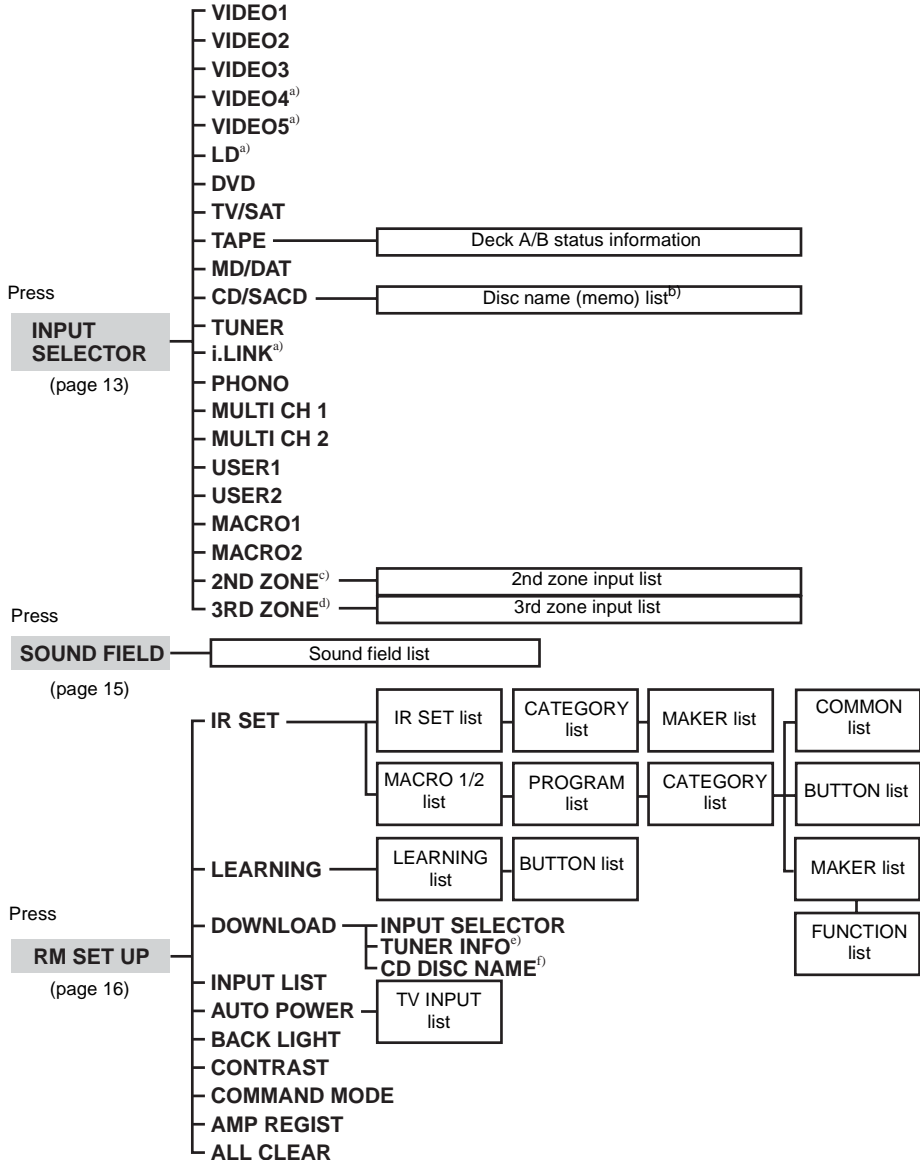 VIDEO1
VIDEO2
VIDEO3
VIDEO4a)
VIDEO5a)
LDa)
DVD
TV/SAT
TAPE
Deck A/B status information
MD/DAT
Press
INPUT
SELECTOR
(page 13)
CD/SACD
Disc name (memo) listb)
TUNER
i.LINKa)
PHONO
MULTI CH 1
MULTI CH 2
USER1
USER2
MACRO1
MACRO2
2ND ZONEc)
2nd zone input list
3RD ZONEd)
3rd zone input list
Press
SOUND FIELD
Sound field list
(page 15)
IR SET
IR SET list
CATEGORY
list
MAKER list
COMMON
list
MACRO 1/2
list
PROGRAM
list
CATEGORY
list
BUTTON list
LEARNING
LEARNING
list
BUTTON list
MAKER list
FUNCTION
list
Press
RM SET UP
(page 16)
DOWNLOAD
INPUT SELECTOR
TUNER INFOe)
CD DISC NAMEf)
INPUT LIST
AUTO POWER
TV INPUT
list
BACK LIGHT
CONTRAST
COMMAND MODE
AMP REGIST
ALL CLEAR